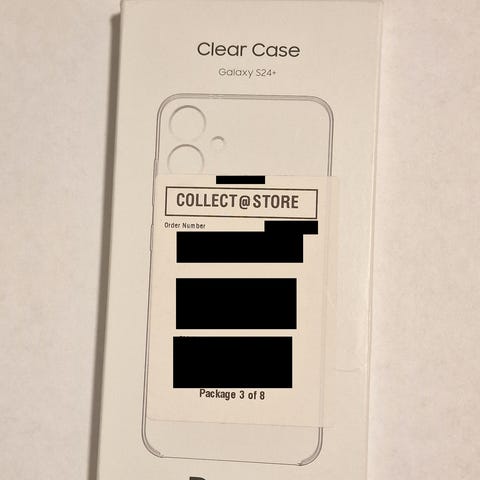 Clear Case
Galaxy S24+
COLLECT@STORE
Order Number
Package 3 of 8